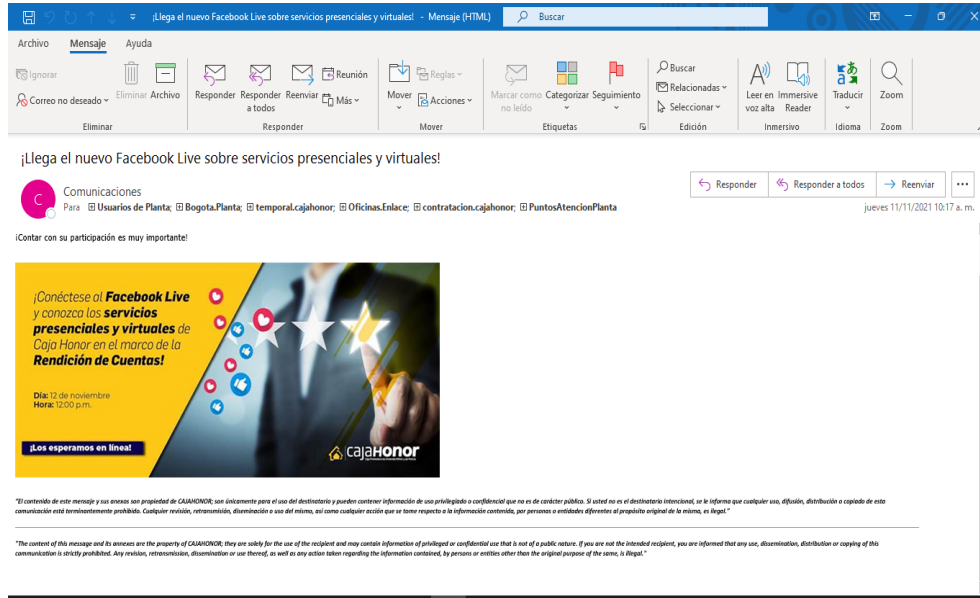 ¡Llega el nuevo Facebook Live sobre servicios presenciales y virtuales! - Mensaje (HTML)
Buscar
Archivo Mensaje Ayuda
Ignorar
Correo no deseado
Eliminar
Archivo
Responder
Responder a todos
Reenviar
Reunión
Más
Mover
Reglas
Acciones
Marcar como no leído
Categorizar
Seguimiento
Buscar
Relacionadas
Seleccionar
Leer en voz alta
Immersive Reader
Traducir
Zoom
Eliminar Responder Mover Etiquetas Edición Inmersivo Idioma Zoom
¡Llega el nuevo Facebook Live sobre servicios presenciales y virtuales!
C
Comunicaciones
Para Usuarios de Planta; Bogota.Planta; temporal.cajahonor; Oficinas.Enlace; contratacion.cajahonor; PuntosAtencionPlanta
Responder Responder a todos Reenviar
jueves 11/11/2021 10:17 a. m.
¡Contar con su participación es muy importante!
¡Conéctese al Facebook Live
y conozca los servicios
presenciales y virtuales de
Caja Honor en el marco de la
Rendición de Cuentas!
Día: 12 de noviembre
Hora: 12:00 p.m.
¡Los esperamos en línea!
cajaHonor
"El contenido de este mensaje y sus anexos son propiedad de CAJAHONOR; son únicamente para el uso del destinatario y pueden contener información de uso privilegiado o confidencial que no es de carácter público. Si usted no es el destinatario intencional, se le informa que cualquier uso, difusión, distribución o copiado de esta
comunicación está terminantemente prohibido. Cualquier revisión, retransmisión, diseminación o uso del mismo, así como cualquier acción que se tome respecto a la información contenida, por personas o entidades diferentes al propósito original de la misma, es ilegal."
"The content of this message and its annexes are the property of CAJAHONOR; they are solely for the use of the recipient and may contain information of privileged or confidential use that is not of a public nature. If you are not the intended recipient, you are informed that any use, dissemination, distribution or copying of this
communication is strictly prohibited. Any revision, retransmission, dissemination or use thereof, as well as any action taken regarding the information contained, by persons or entities other than the original purpose of the same, is illegal."